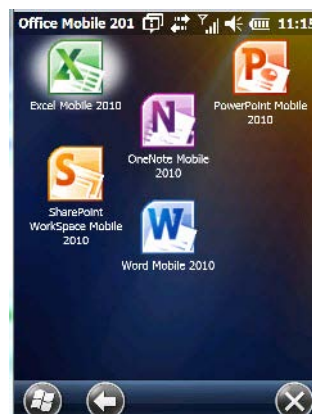 Office Mobile 201 11:15
Excel Mobile 2010
PowerPoint Mobile
2010
OneNote Mobile
2010
SharePoint
WorkSpace Mobile
2010
Word Mobile 2010